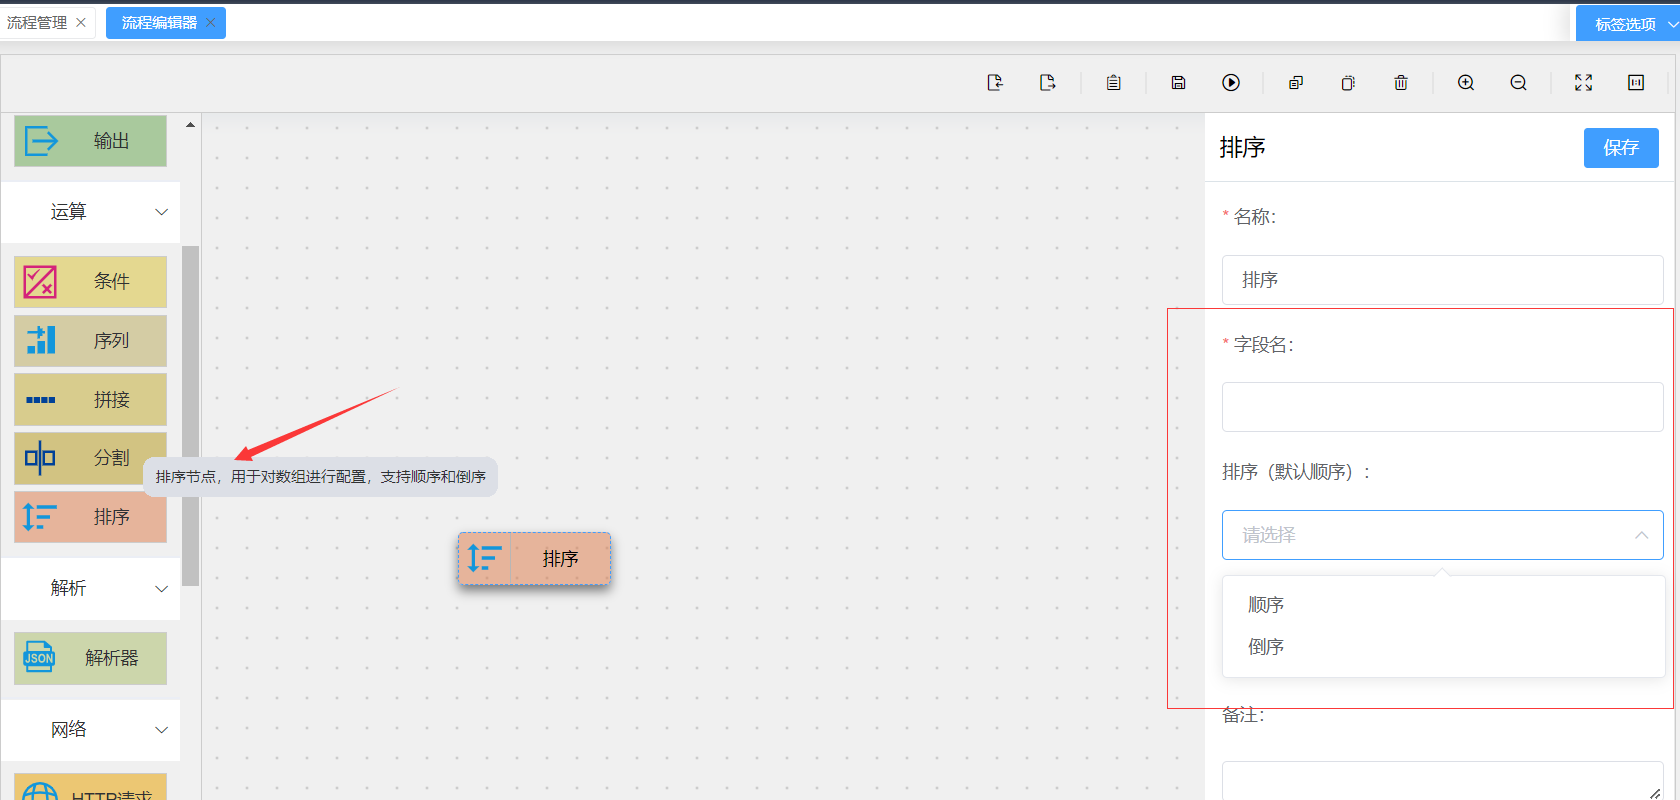 流程管理
流程编辑器
标签选项
输出
运算
条件
序列
拼接
分割
排序
解析
JSON
解析器
网络
HTTP请求
排序节点，用于对数组进行配置，支持顺序和倒序
排序
排序
保存
* 名称：
排序
* 字段名：
排序（默认顺序）：
请选择
顺序
倒序
备注：